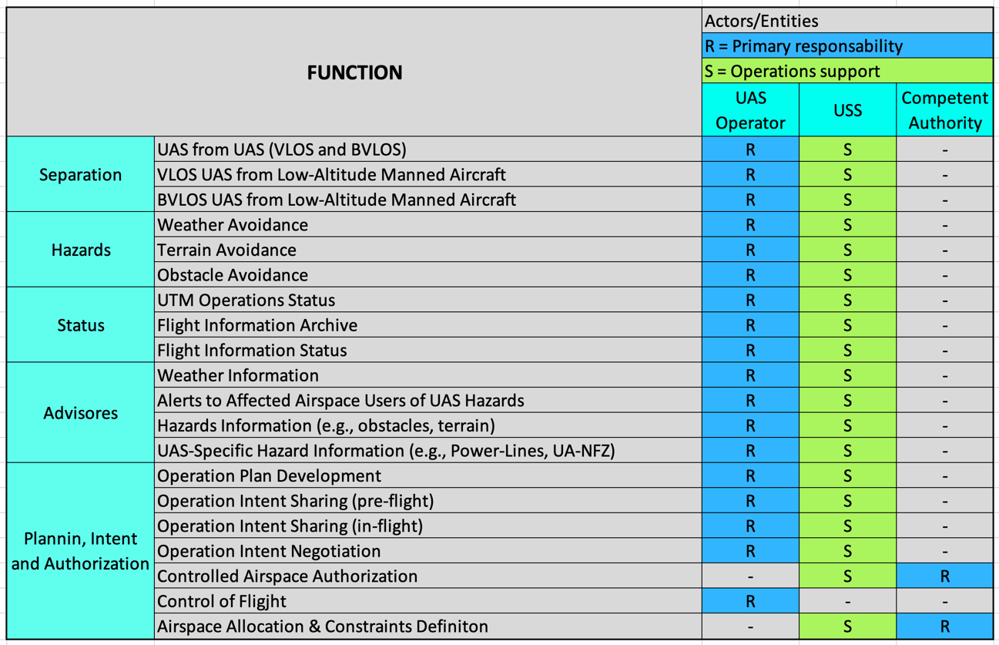 FUNCTION
Actors/Entities
R = Primary responsability
S = Operations support
UAS
Operator
USS
Competent
Authority
Separation
UAS from UAS (VLOS and BVLOS) R S -
VLOS UAS from Low-Altitude Manned Aircraft R S -
BVLOS UAS from Low-Altitude Manned Aircraft R S -
Hazards
Weather Avoidance R S -
Terrain Avoidance R S -
Obstacle Avoidance R S -
Status
UTM Operations Status R S -
Flight Information Archive R S -
Flight Information Status R S -
Advisores
Weather Information R S -
Alerts to Affected Airspace Users of UAS Hazards R S -
Hazards Information (e.g., obstacles, terrain) R S -
UAS-Specific Hazard Information (e.g., Power-Lines, UA-NFZ) R S -
Plannin, Intent
and Authorization
Operation Plan Development R S -
Operation Intent Sharing (pre-flight) R S -
Operation Intent Sharing (in-flight) R S -
Operation Intent Negotiation R S -
Controlled Airspace Authorization - S R
Control of Fligjht R - -
Airspace Allocation & Constraints Definiton - S R